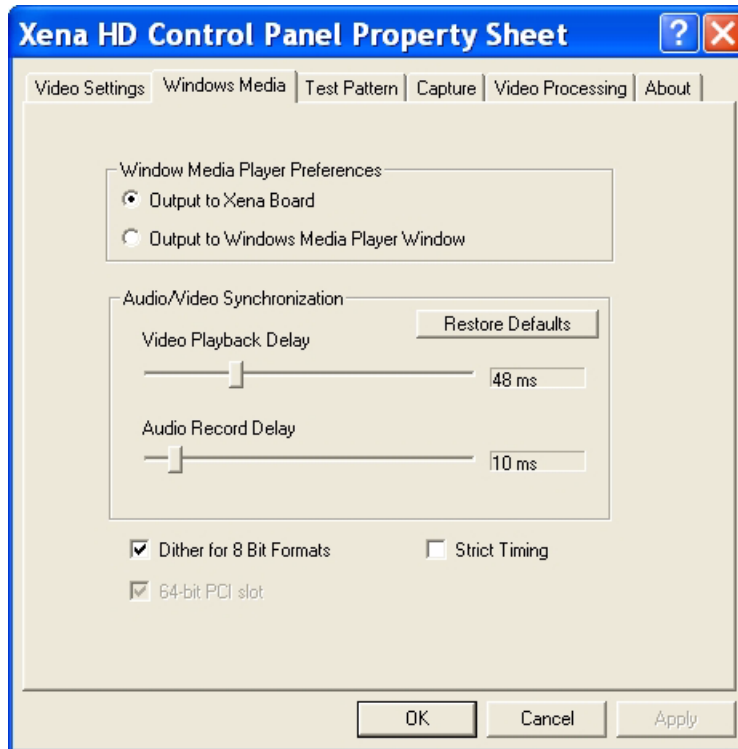 Xena HD Control Panel Property Sheet ?
Video Settings Windows Media Test Pattern Capture Video Processing About
Window Media Player Preferences
Output to Xena Board
Output to Windows Media Player Window
Audio/Video Synchronization
Restore Defaults
Video Playback Delay
48 ms
Audio Record Delay
10 ms
Dither for 8 Bit Formats Strict Timing
64-bit PCI slot
OK Cancel Apply